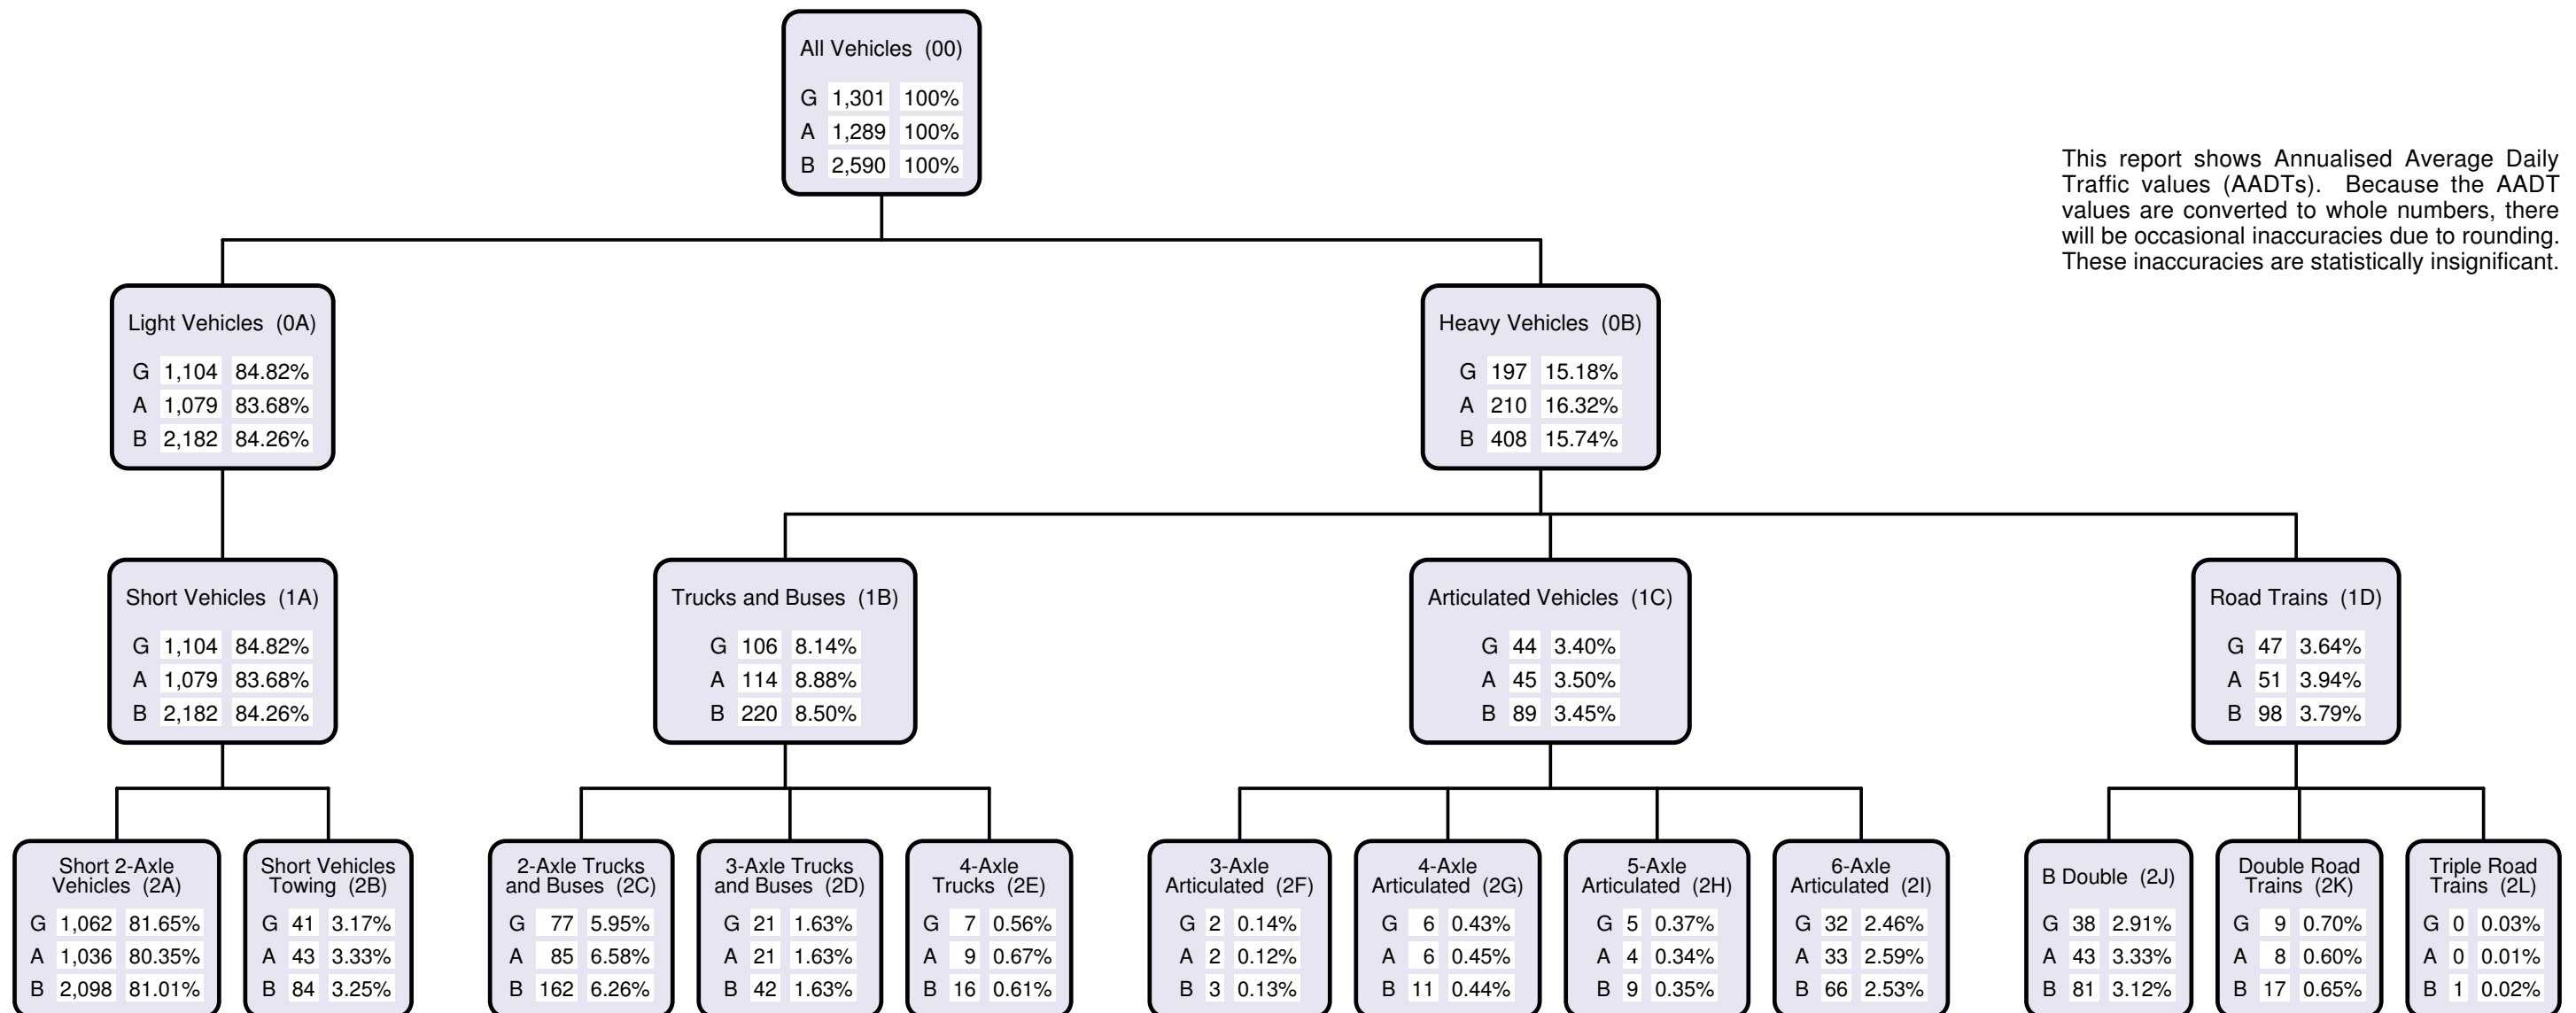 All Vehicles (00)
G 1,301 100%
A 1,289 100%
B 2,590 100%
This report shows Annualised Average Daily
Traffic values (AADTs). Because the AADT
values are converted to whole numbers, there
will be occasional inaccuracies due to rounding.
These inaccuracies are statistically insignificant.
Light Vehicles (0A)
G 1,104 84.82%
A 1,079 83.68%
B 2,182 84.26%
Heavy Vehicles (0B)
G 197 15.18%
A 210 16.32%
B 408 15.74%
Short Vehicles (1A)
G 1,104 84.82%
A 1,079 83.68%
B 2,182 84.26%
Trucks and Buses (1B)
G 106 8.14%
A 114 8.88%
B 220 8.50%
Articulated Vehicles (1C)
G 44 3.40%
A 45 3.50%
B 89 3.45%
Road Trains (1D)
G 47 3.64%
A 51 3.94%
B 98 3.79%
Short 2-Axle
Vehicles (2A)
G 1,062 81.65%
A 1,036 80.35%
B 2,098 81.01%
Short Vehicles
Towing (2B)
G 41 3.17%
A 43 3.33%
B 84 3.25%
2-Axle Trucks
and Buses (2C)
G 77 5.95%
A 85 6.58%
B 162 6.26%
3-Axle Trucks
and Buses (2D)
G 21 1.63%
A 21 1.63%
B 42 1.63%
4-Axle
Trucks (2E)
G 7 0.56%
A 9 0.67%
B 16 0.61%
3-Axle
Articulated (2F)
G 2 0.14%
A 2 0.12%
B 3 0.13%
4-Axle
Articulated (2G)
G 6 0.43%
A 6 0.45%
B 11 0.44%
5-Axle
Articulated (2H)
G 5 0.37%
A 4 0.34%
B 9 0.35%
6-Axle
Articulated (2I)
G 32 2.46%
A 33 2.59%
B 66 2.53%
B Double (2J)
G 38 2.91%
A 43 3.33%
B 81 3.12%
Double Road
Trains (2K)
G 9 0.70%
A 8 0.60%
B 17 0.65%
Triple Road
Trains (2L)
G 0 0.03%
A 0 0.01%
B 1 0.02%